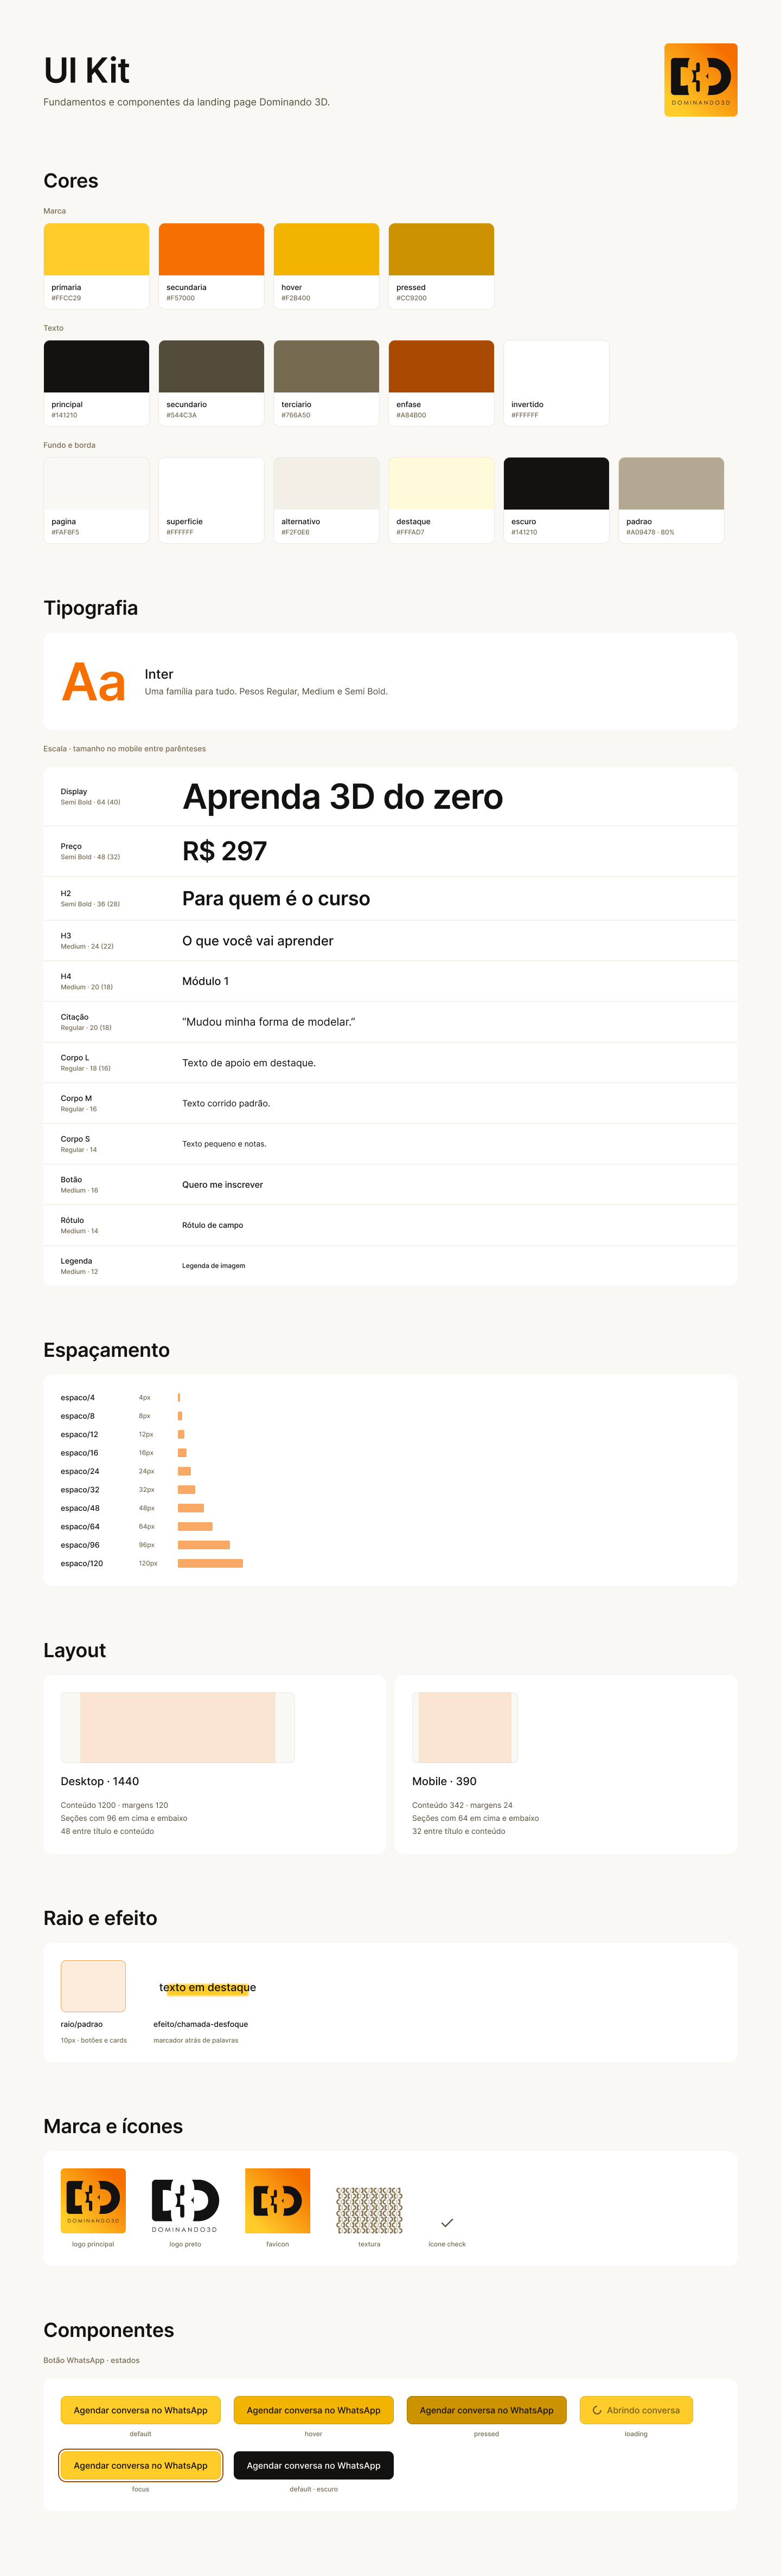 UI Kit
Fundamentos e componentes da landing page Dominando 3D.
DOMINANDO3D
Cores
Marca
primaria
#FFCC29
secundaria
#F57000
hover
#F2B400
pressed
#CC9200
Texto
principal
#141210
secundario
#544C3A
terciario
#766A50
enfase
#A84B00
invertido
#FFFFFF
Fundo e borda
pagina
#FAF8F5
superficie
#FFFFFF
alternativo
#F2F0E6
destaque
#FFFAD7
escuro
#141210
padrao
#A09478 · 80%
Tipografia
Aa
Inter
Uma família para tudo. Pesos Regular, Medium e Semi Bold.
Escala · tamanho no mobile entre parênteses
Display
Semi Bold · 64 (40)
Aprenda 3D do zero
Preço
Semi Bold · 48 (32)
R$ 297
H2
Semi Bold · 36 (28)
Para quem é o curso
H3
Medium · 24 (22)
O que você vai aprender
H4
Medium · 20 (18)
Módulo 1
Citação
Regular · 20 (18)
“Mudou minha forma de modelar.”
Corpo L
Regular · 18 (16)
Texto de apoio em destaque.
Corpo M
Regular · 16
Texto corrido padrão.
Corpo S
Regular · 14
Texto pequeno e notas.
Botão
Medium · 16
Quero me inscrever
Rótulo
Medium · 14
Rótulo de campo
Legenda
Medium · 12
Legenda de imagem
Espaçamento
espaco/4 4px
espaco/8 8px
espaco/12 12px
espaco/16 16px
espaco/24 24px
espaco/32 32px
espaco/48 48px
espaco/64 64px
espaco/96 96px
espaco/120 120px
Layout
Desktop · 1440
Conteúdo 1200 · margens 120
Seções com 96 em cima e embaixo
48 entre título e conteúdo
Mobile · 390
Conteúdo 342 · margens 24
Seções com 64 em cima e embaixo
32 entre título e conteúdo
Raio e efeito
raio/padrao
10px · botões e cards
texto em destaque
efeito/chamada-desfoque
marcador atrás de palavras
Marca e ícones
DOMINANDO3D
logo principal
DOMINANDO3D
logo preto
favicon
textura
icone check
Componentes
Botão WhatsApp · estados
Agendar conversa no WhatsApp
default
Agendar conversa no WhatsApp
hover
Agendar conversa no WhatsApp
pressed
Abrindo conversa
loading
Agendar conversa no WhatsApp
focus
Agendar conversa no WhatsApp
default · escuro